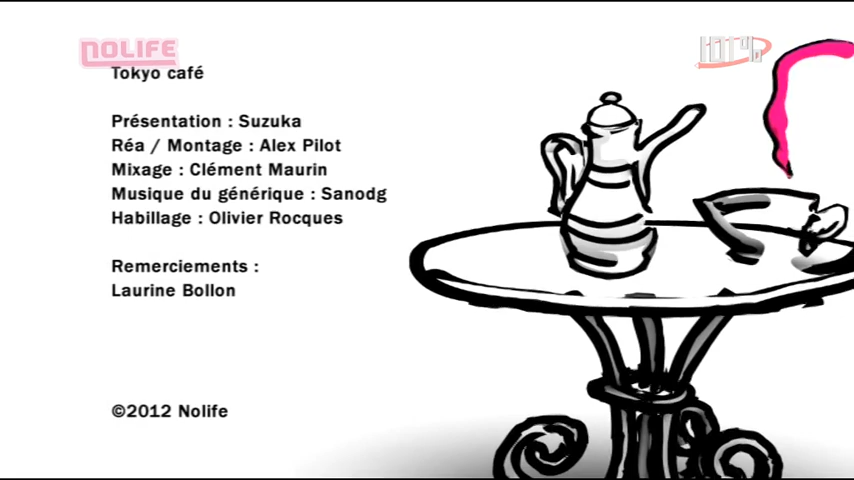 NOLIFE
Tokyo café
Présentation : Suzuka
Réa / Montage : Alex Pilot
Mixage : Clément Maurin
Musique du générique : Sanodg
Habillage : Olivier Rocques
Remerciements :
Laurine Bollon
©2012 Nolife